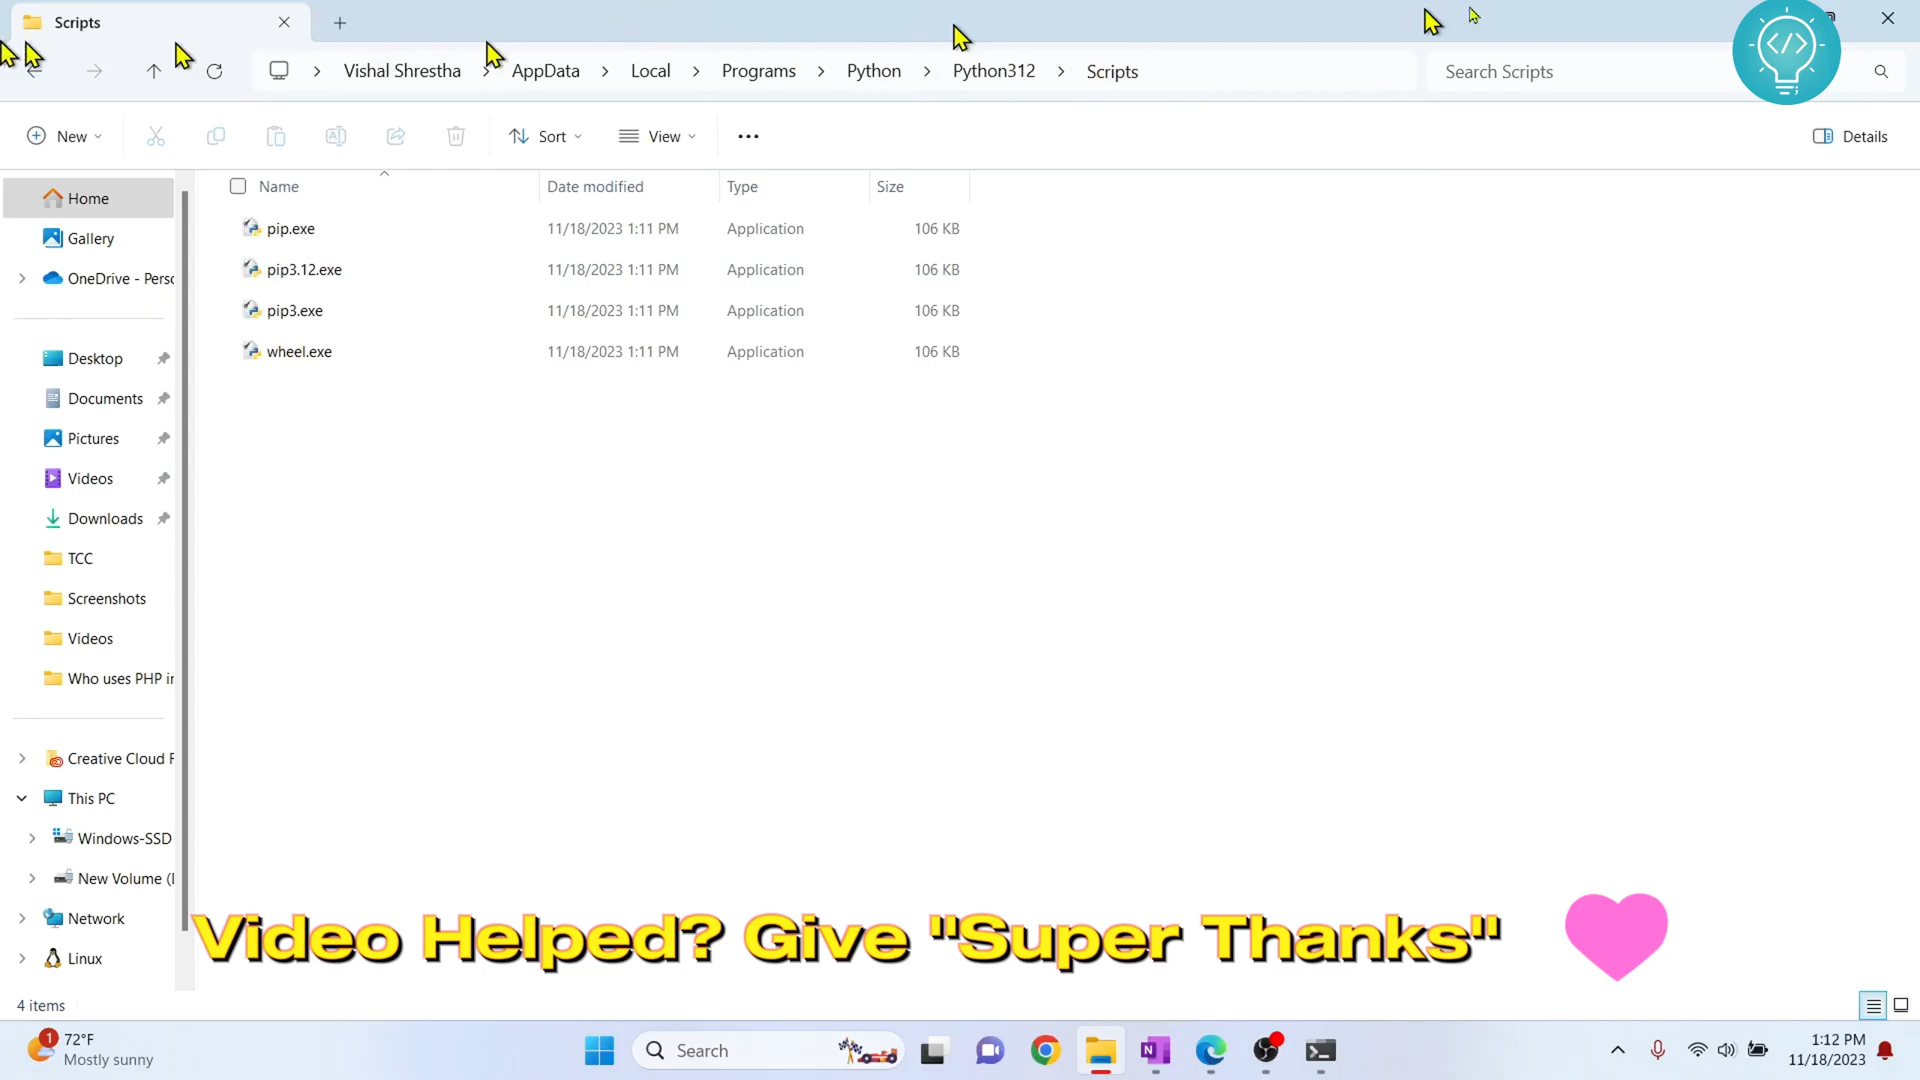 Scripts
Vishal Shrestha > AppData > Local > Programs > Python > Python312 > Scripts
Search Scripts
New
Sort
View
Details
Name
Date modified
Type
Size
pip.exe 11/18/2023 1:11 PM Application 106 KB
pip3.12.exe 11/18/2023 1:11 PM Application 106 KB
pip3.exe 11/18/2023 1:11 PM Application 106 KB
wheel.exe 11/18/2023 1:11 PM Application 106 KB
Home
Gallery
OneDrive - Perso
Desktop
Documents
Pictures
Videos
Downloads
TCC
Screenshots
Videos
Who uses PHP in
Creative Cloud F
This PC
Windows-SSD
New Volume (
Network
Linux
Video Helped? Give "Super Thanks"
4 items
1
72°F
Mostly sunny
Search
1:12 PM
11/18/2023